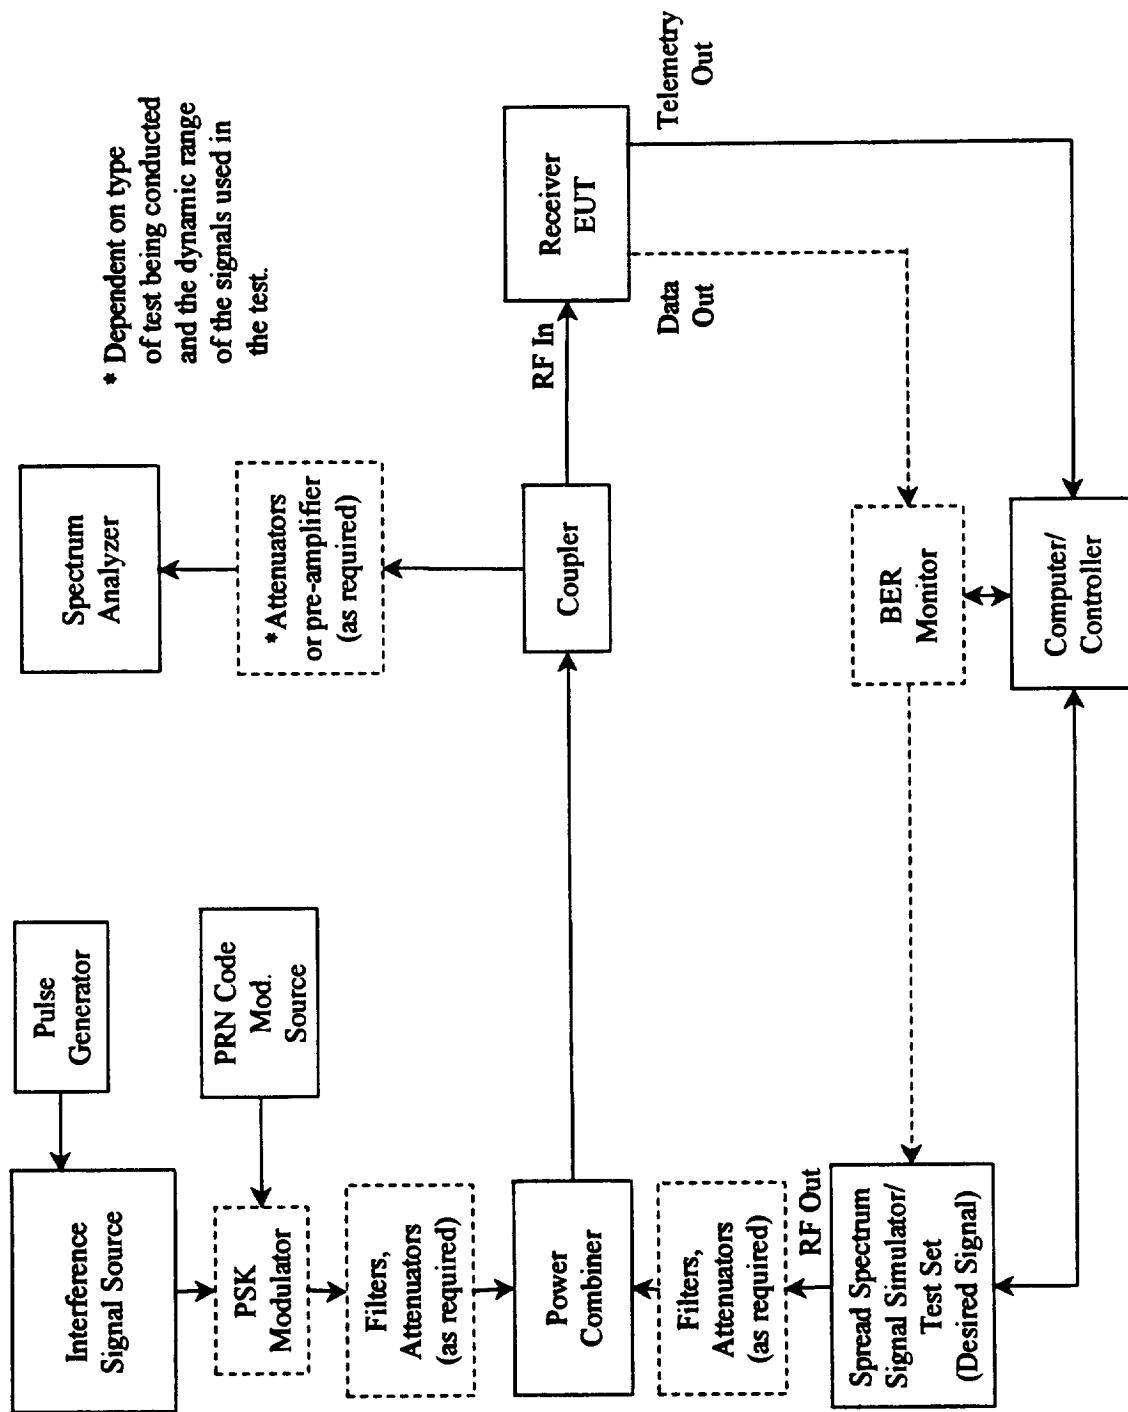 Interference
Signal Source
Pulse
Generator
PSK
Modulator
PRN Code
Mod.
Source
Filters,
Attenuators
(as required)
Power
Combiner
Filters,
Attenuators
(as required)
RF Out
Spread Spectrum
Signal Simulator/
Test Set
(Desired Signal)
Spectrum
Analyzer
* Attenuators
or pre-amplifier
(as required)
Coupler
BER
Monitor
Computer/
Controller
* Dependent on type
of test being conducted
and the dynamic range
of the signals used in
the test.
RF In
Receiver
EUT
Data
Out
Telemetry
Out